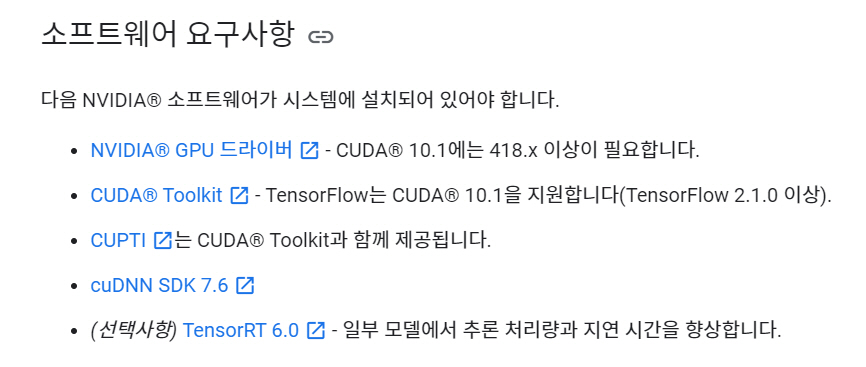 소프트웨어 요구사항
다음 NVIDIA® 소프트웨어가 시스템에 설치되어 있어야 합니다.
• NVIDIA® GPU 드라이버 - CUDA® 10.1에는 418.x 이상이 필요합니다.
• CUDA® Toolkit - TensorFlow는 CUDA® 10.1을 지원합니다(TensorFlow 2.1.0 이상).
• CUPTI는 CUDA® Toolkit과 함께 제공됩니다.
• cuDNN SDK 7.6
• (선택사항) TensorRT 6.0 - 일부 모델에서 추론 처리량과 지연 시간을 향상합니다.